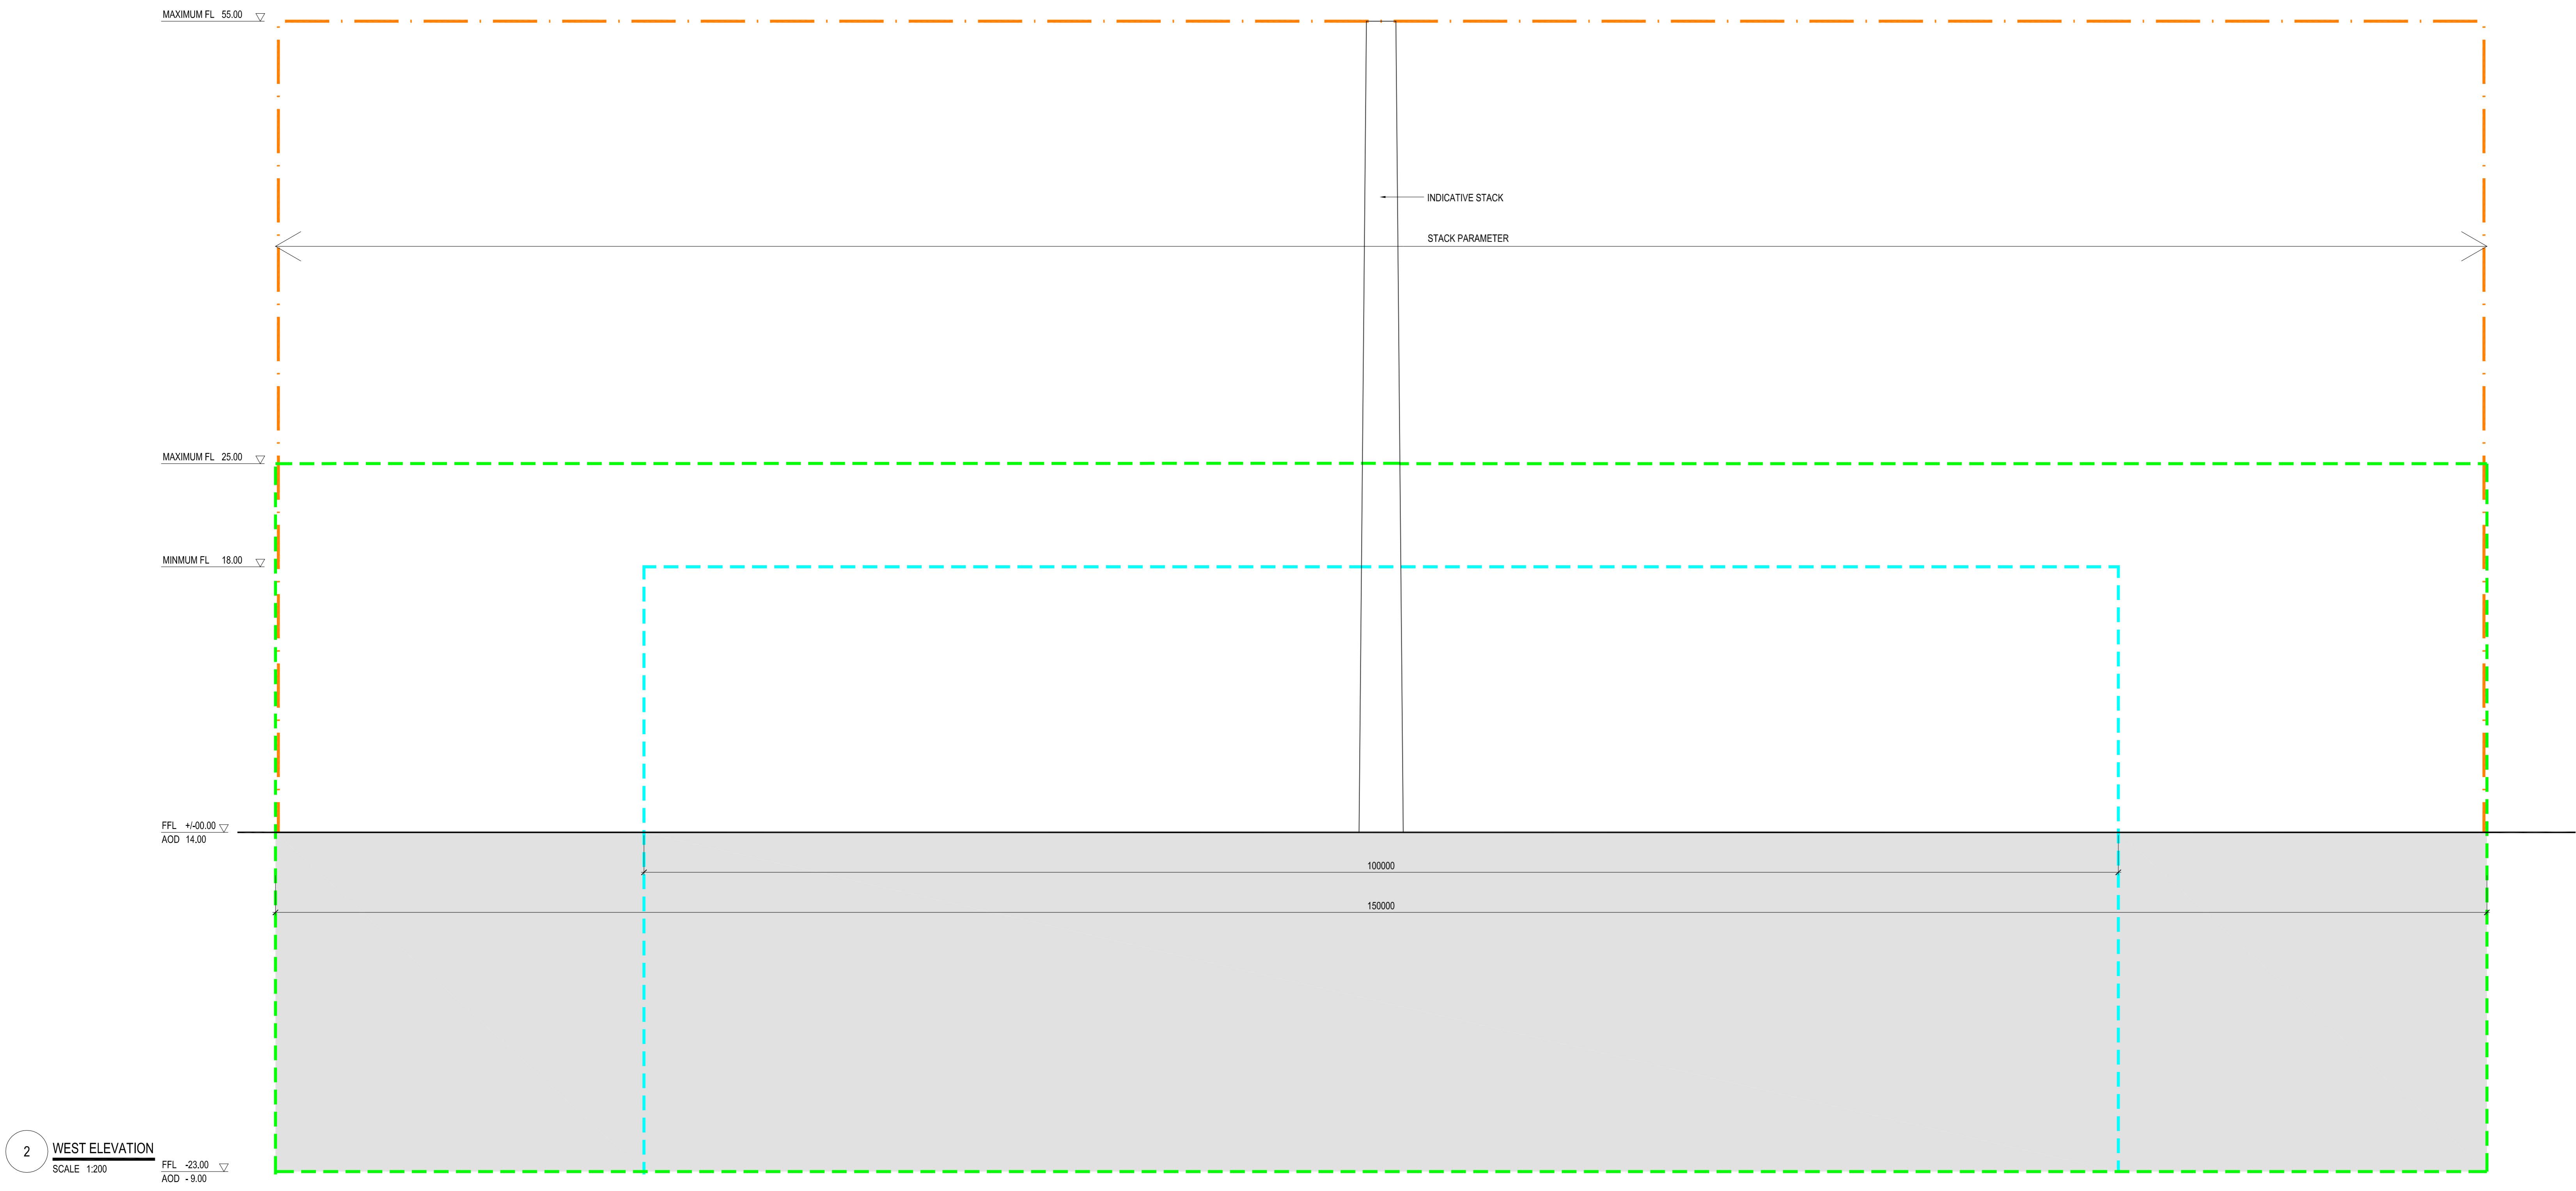 MAXIMUM FL 55.00
INDICATIVE STACK
STACK PARAMETER
MAXIMUM FL 25.00
MINMUM FL 18.00
FFL +/-00.00
AOD 14.00
100000
150000
2 WEST ELEVATION
SCALE 1:200
FFL -23.00
AOD - 9.00